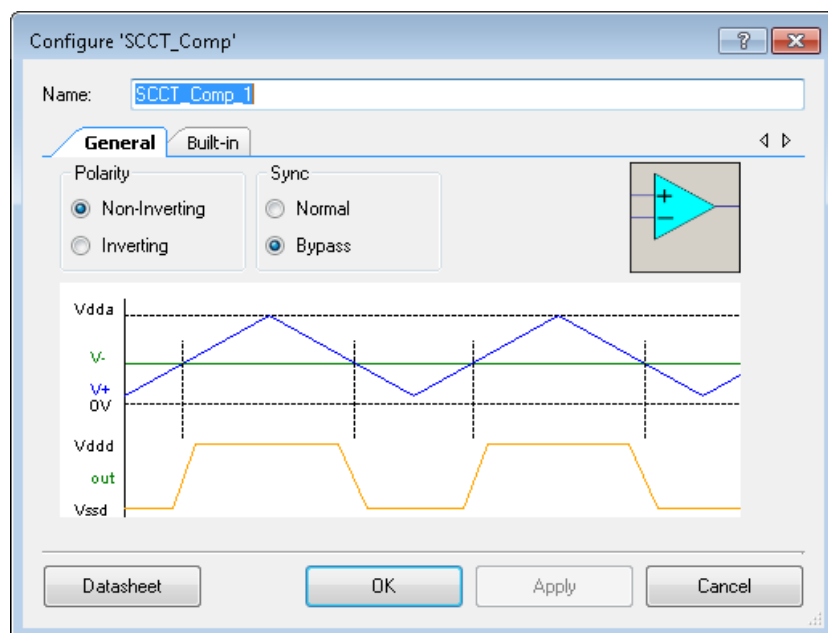 Configure 'SCCT_Comp'
?
Name: SCCT_Comp_1
General Built-in
Polarity
Non-Inverting
Inverting
Sync
Normal
Bypass
+
−
Vdda
V-
V+
0V
Vddd
out
Vssd
Datasheet OK Apply Cancel